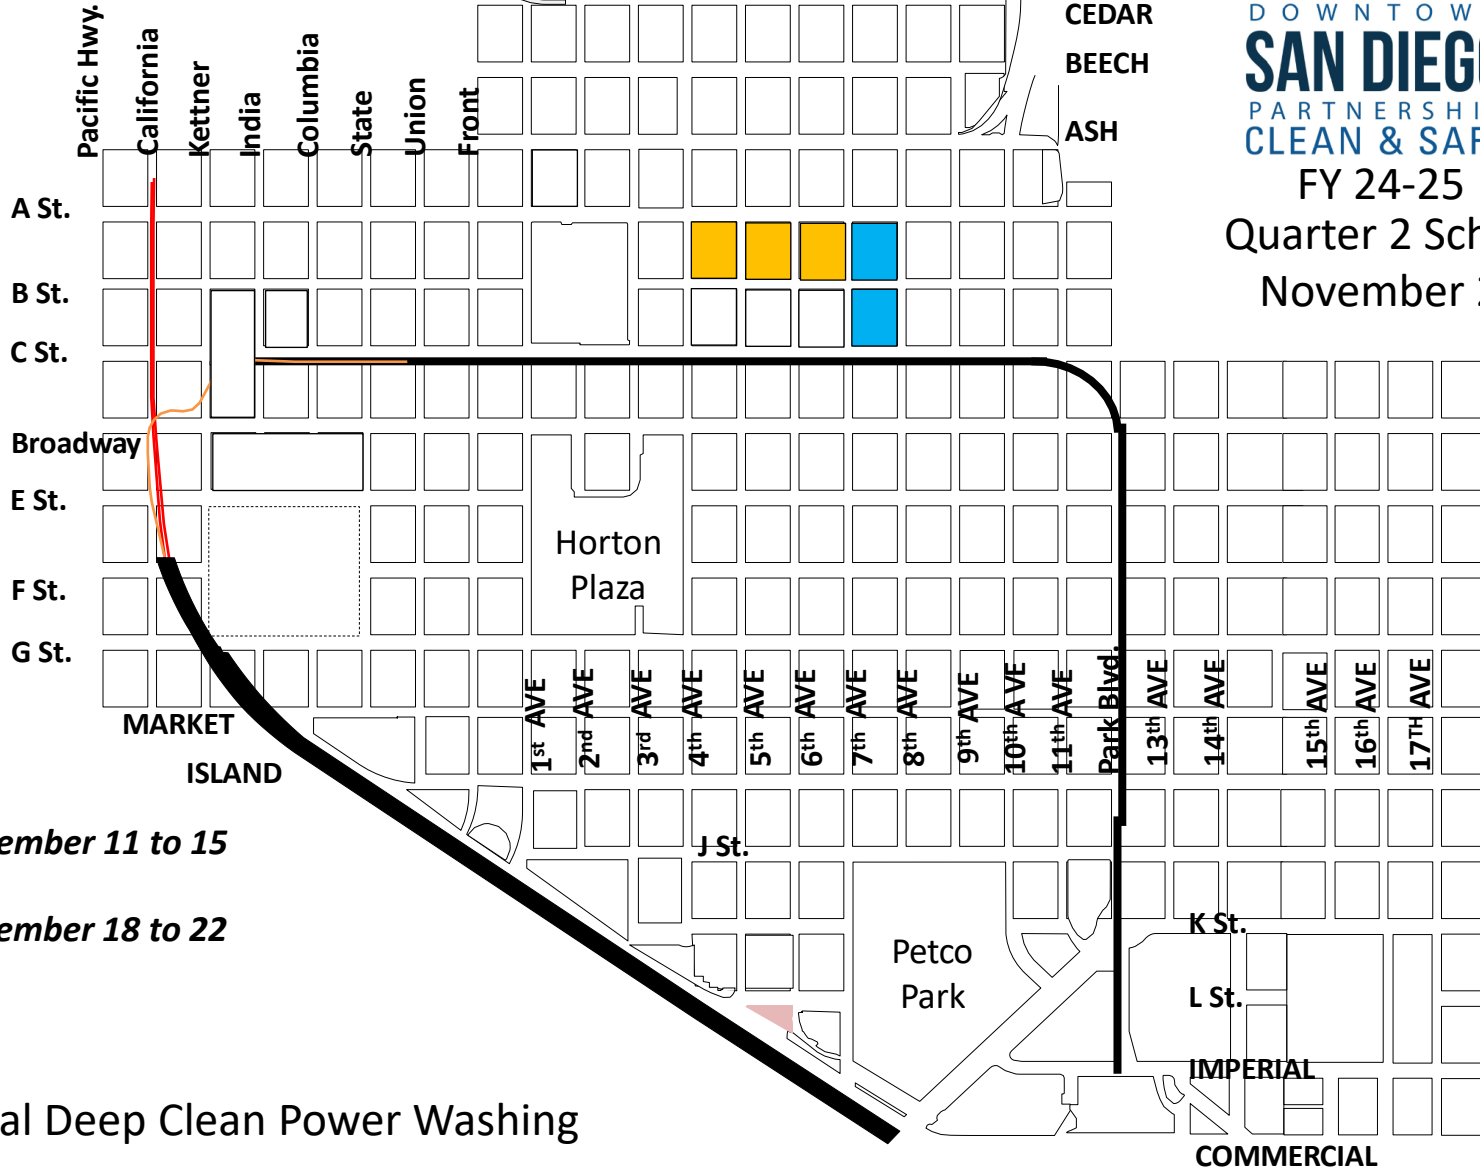 Pacific Hwy.
California
Kettner
India
Columbia
State
Union
Front
CEDAR
BEECH
ASH
DOWNTOW
SAN DIEG
PARTNERSHI
CLEAN & SAF
FY 24-25
Quarter 2 Sch
November
A St.
B St.
C St.
Broadway
E St.
F St.
G St.
MARKET
ISLAND
Horton
Plaza
1st AVE
2nd AVE
3rd AVE
4th AVE
5th AVE
6th AVE
7th AVE
8th AVE
9th AVE
10th A VE
11th AVE
Park Blvd.
13th AVE
14th AVE
15th AVE
16th AVE
17TH AVE
J St.
ember 11 to 15
ember 18 to 22
Petco
Park
K St.
L St.
IMPERIAL
COMMERCIAL
al Deep Clean Power Washing